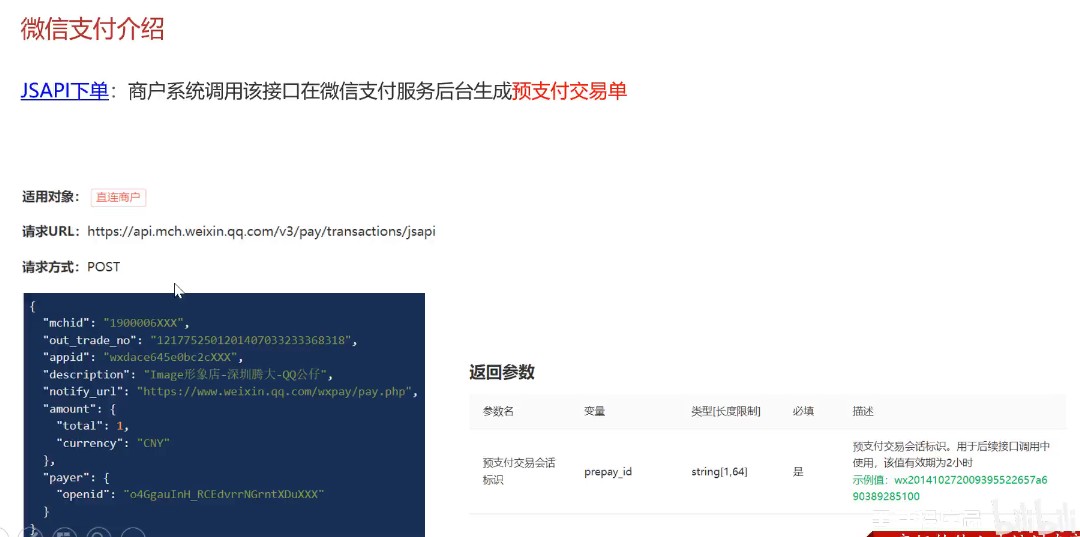 微信支付介绍
JSAPI下单：商户系统调用该接口在微信支付服务后台生成预支付交易单
适用对象： 直连商户
请求URL：https://api.mch.weixin.qq.com/v3/pay/transactions/jsapi
请求方式：POST
{
"mchid": "1900006XXX",
"out_trade_no": "1217752501201407033233368318",
"appid": "wxdace645e0bc2cXXX",
"description": "Image形象店-深圳腾大-QQ公仔",
"notify_url": "https://www.weixin.qq.com/wxpay/pay.php",
"amount": {
"total": 1,
"currency": "CNY"
},
"payer": {
"openid": "o4GgauInH_RCEdvrrNGrntXDuXXX"
}
}
返回参数
参数名 变量 类型[长度限制] 必填 描述
预支付交易会话标识 prepay_id string[1,64] 是 预支付交易会话标识。用于后续接口调用中
使用，该值有效期为2小时
示例值：wx201410272009395522657a6
90389285100
bilibili